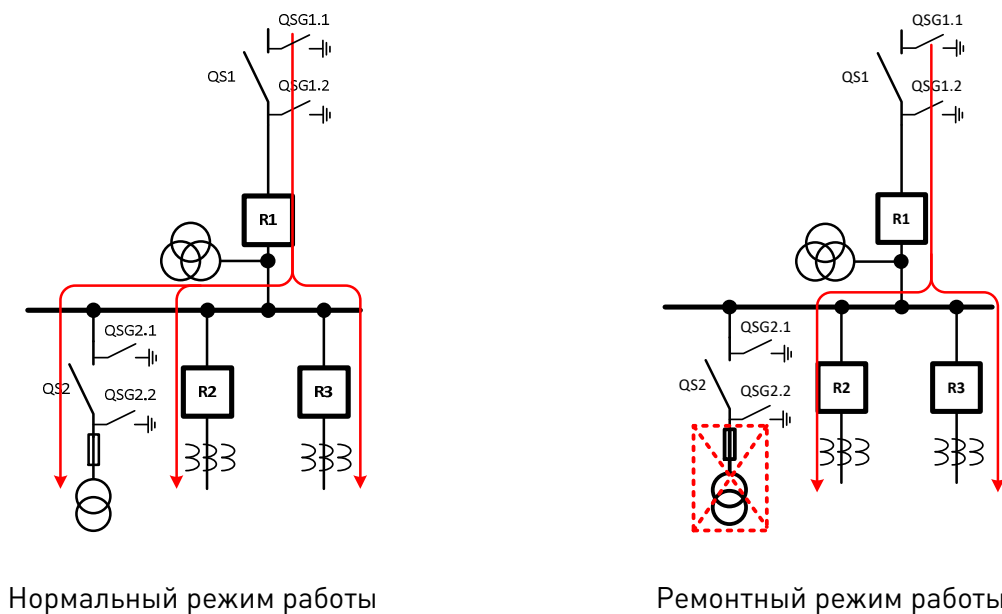 QSG1.1
QS1
QSG1.2
R1
QSG2.1
QS2
QSG2.2
R2
R3
Нормальный режим работы
QSG1.1
QS1
QSG1.2
R1
QSG2.1
QS2
QSG2.2
R2
R3
Ремонтный режим работы